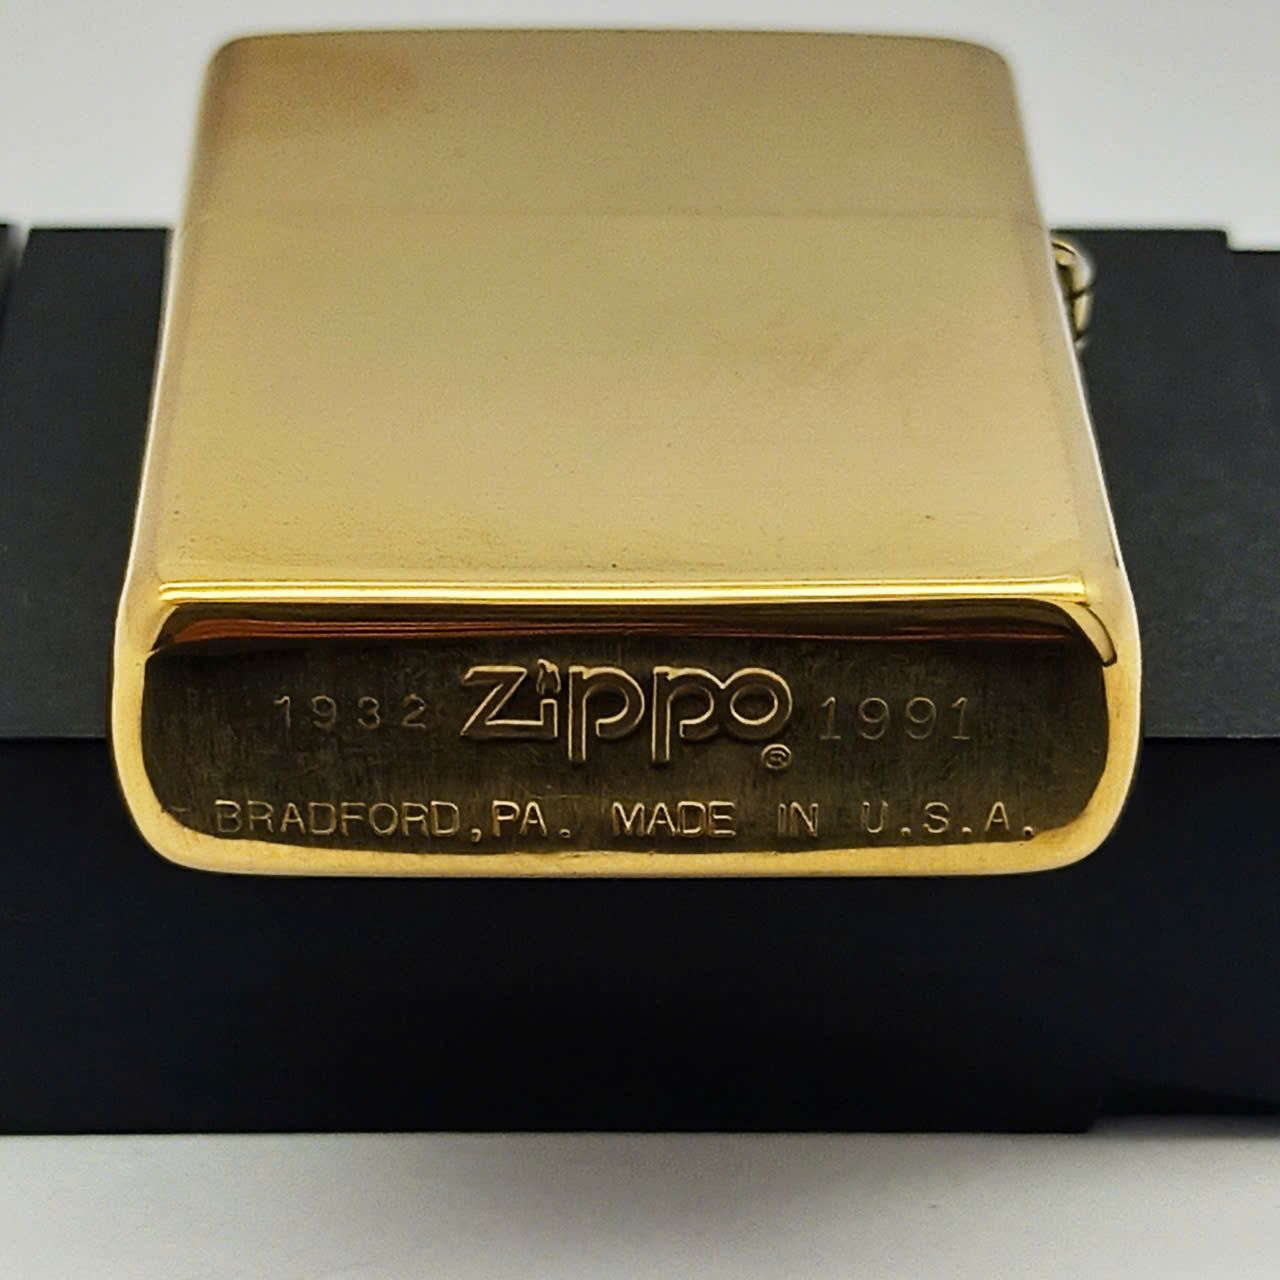 1932 Zippo® 1991
BRADFORD, PA. MADE IN U.S.A.